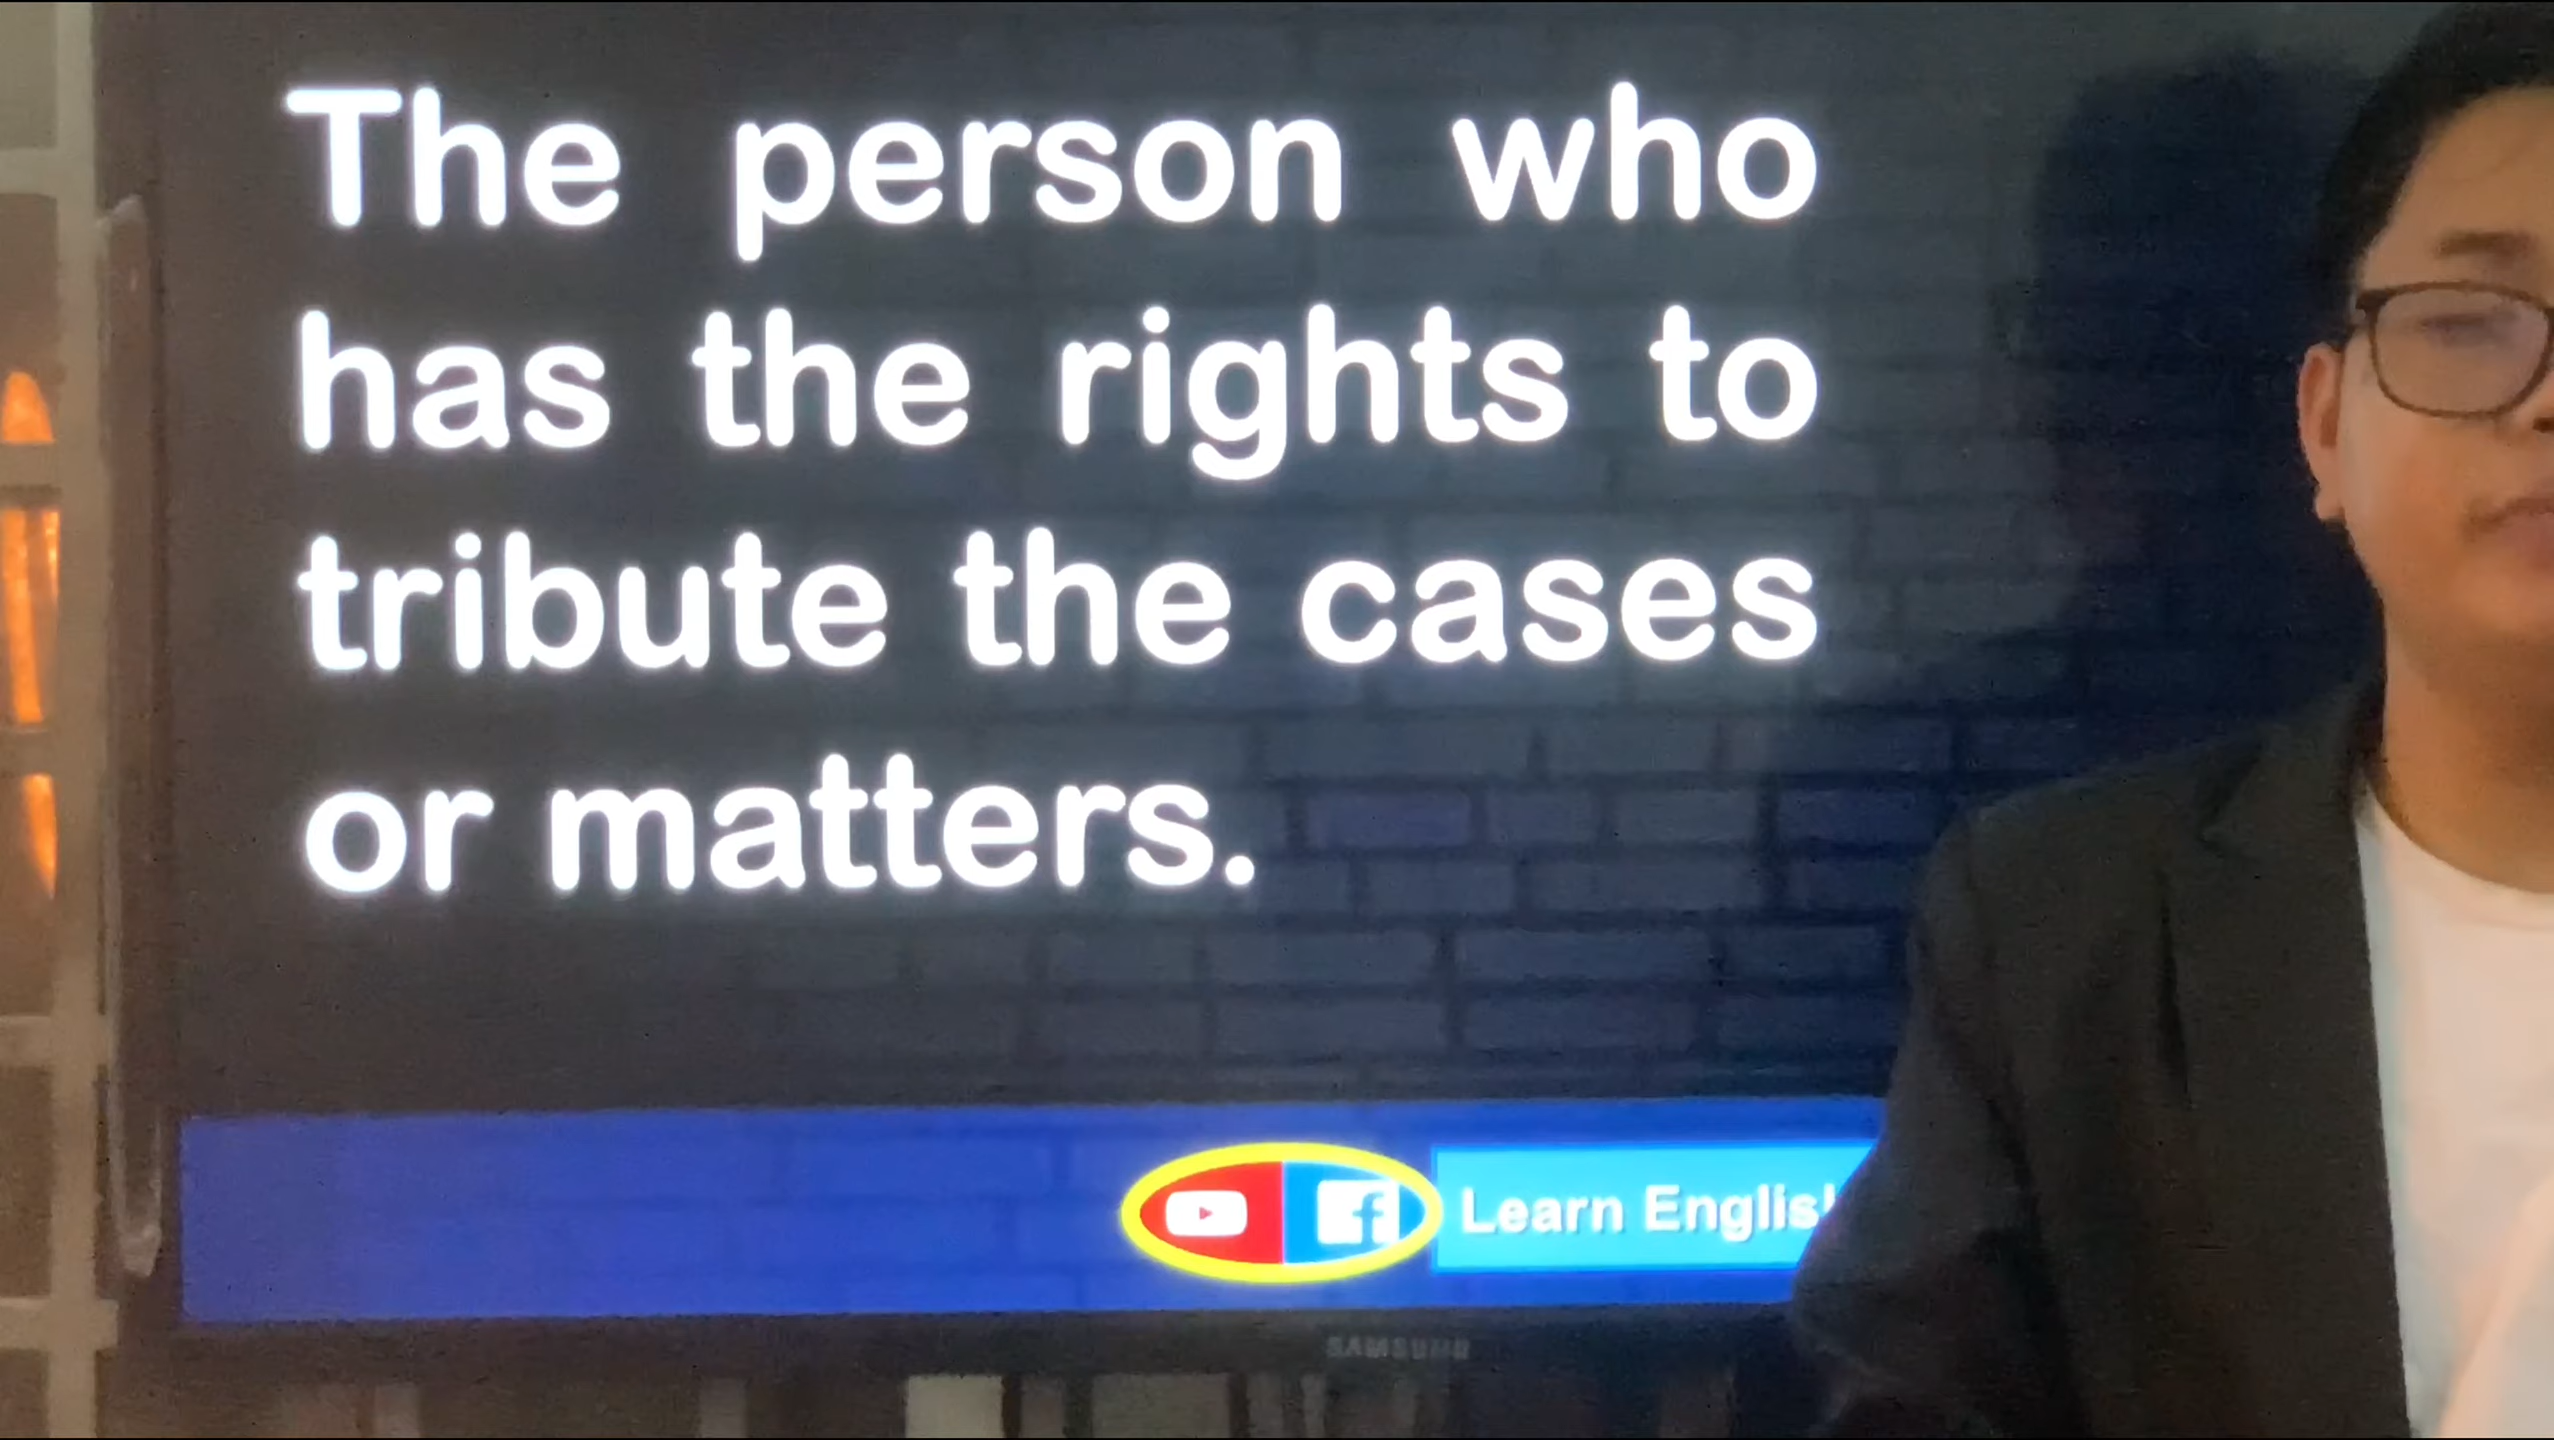 The person who
has the rights to
tribute the cases
or matters.
Learn Englis
SAMSUNG